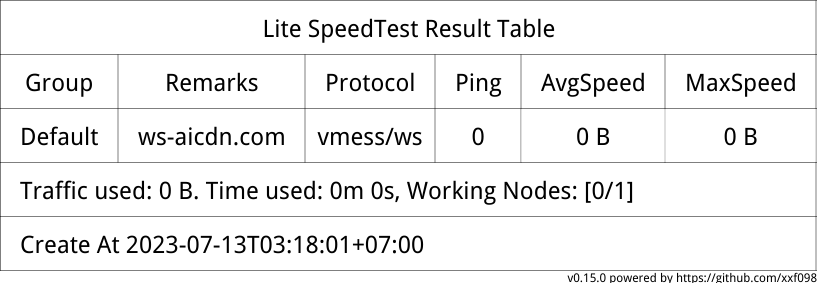 Lite SpeedTest Result Table
Group Remarks Protocol Ping AvgSpeed MaxSpeed
Default ws-aicdn.com vmess/ws 0 0 B 0 B
Traffic used: 0 B. Time used: 0m 0s, Working Nodes: [0/1]
Create At 2023-07-13T03:18:01+07:00
v0.15.0 powered by https://github.com/xxf098